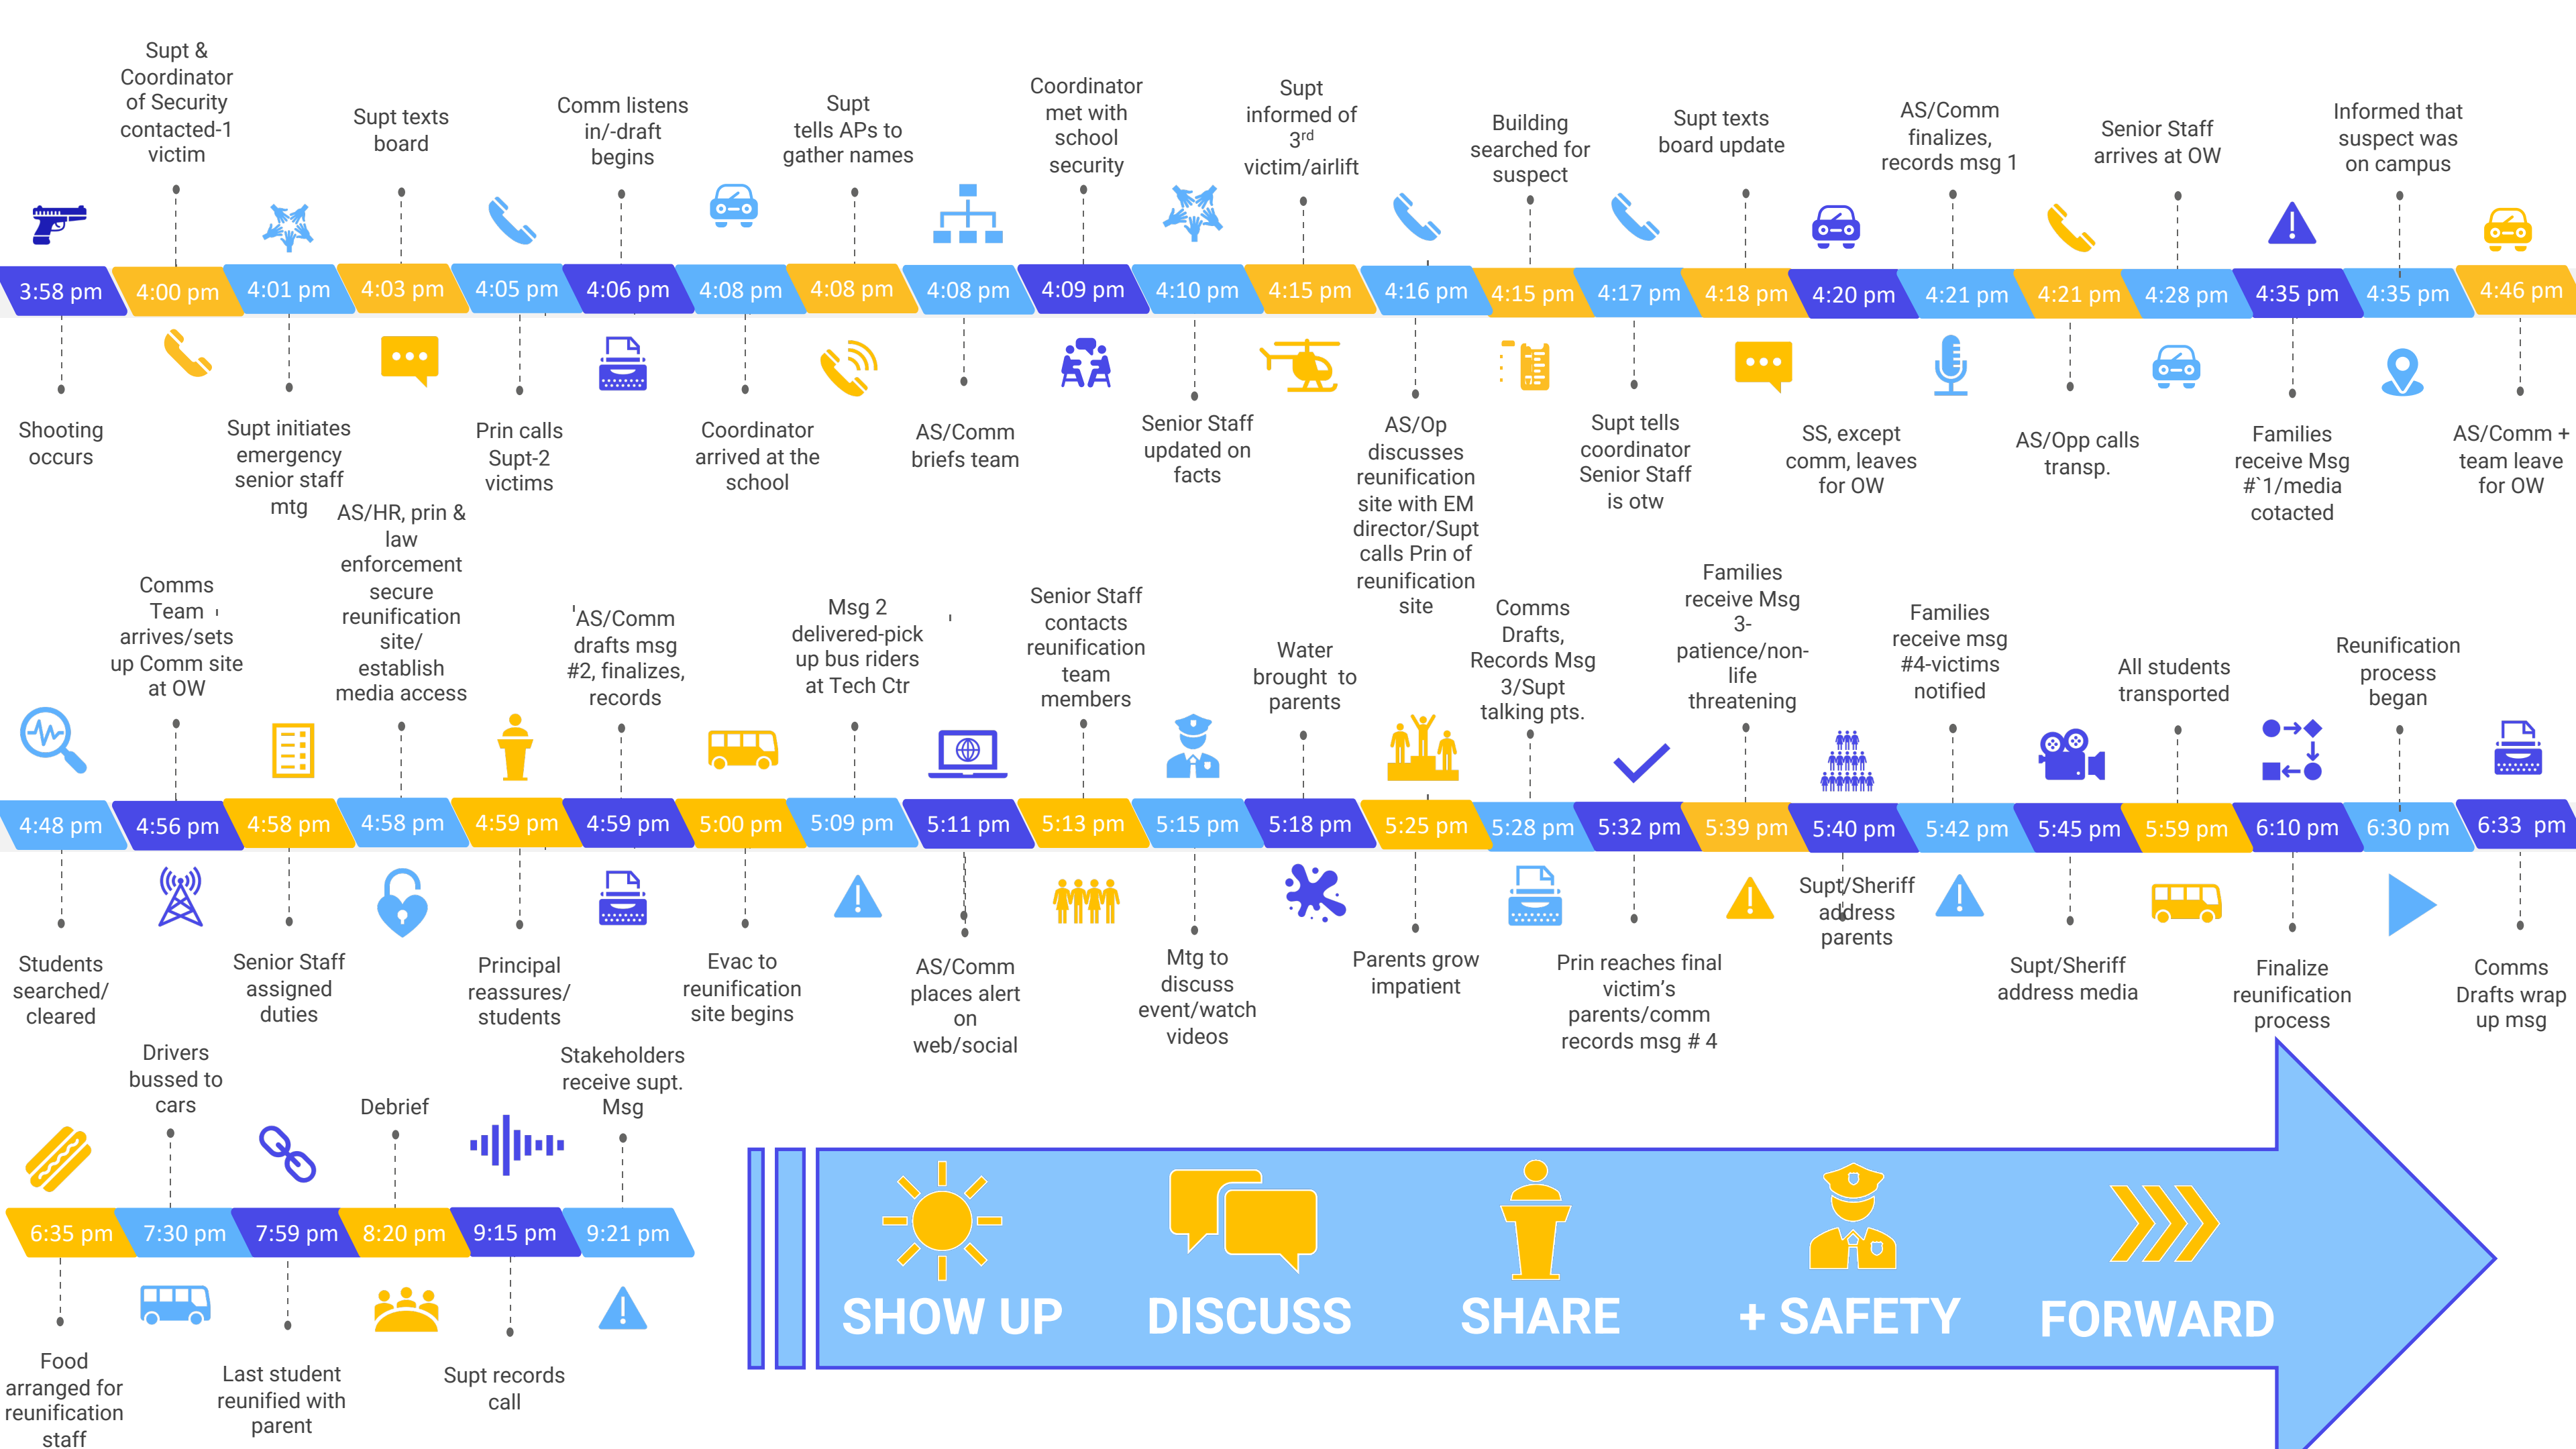 Supt &
Coordinator
of Security
contacted-1
victim
Supt texts
board
Comm listens
in/-draft
begins
Supt
tells APs to
gather names
Coordinator
met with
school
security
Supt
informed of
3rd
victim/airlift
Building
searched for
suspect
Supt texts
board update
AS/Comm
finalizes,
records msg 1
Senior Staff
arrives at OW
Informed that
suspect was
on campus
3:58 pm
4:00 pm
4:01 pm
4:03 pm
4:05 pm
4:06 pm
4:08 pm
4:08 pm
4:08 pm
4:09 pm
4:10 pm
4:15 pm
4:16 pm
4:15 pm
4:17 pm
4:18 pm
4:20 pm
4:21 pm
4:21 pm
4:28 pm
4:35 pm
4:35 pm
4:46 pm
Shooting
occurs
Supt initiates
emergency
senior staff
mtg
Prin calls
Supt-2
victims
Coordinator
arrived at the
school
AS/Comm
briefs team
Senior Staff
updated on
facts
AS/Op
discusses
reunification
site with EM
director/Supt
calls Prin of
reunification
site
Supt tells
coordinator
Senior Staff
is otw
SS, except
comm, leaves
for OW
AS/Opp calls
transp.
Families
receive Msg
#`1/media
cotacted
AS/Comm +
team leave
for OW
Comms
Team
arrives/sets
up Comm site
at OW
AS/HR, prin &
law
enforcement
secure
reunification
site/
establish
media access
AS/Comm
drafts msg
#2, finalizes,
records
Msg 2
delivered-pick
up bus riders
at Tech Ctr
Senior Staff
contacts
reunification
team
members
Water
brought to
parents
Comms
Drafts,
Records Msg
3/Supt
talking pts.
Families
receive Msg
3-
patience/non-
life
threatening
Families
receive msg
#4-victims
notified
All students
transported
Reunification
process
began
4:48 pm
4:56 pm
4:58 pm
4:58 pm
4:59 pm
4:59 pm
5:00 pm
5:09 pm
5:11 pm
5:13 pm
5:15 pm
5:18 pm
5:25 pm
5:28 pm
5:32 pm
5:39 pm
5:40 pm
5:42 pm
5:45 pm
5:59 pm
6:10 pm
6:30 pm
6:33 pm
Students
searched/
cleared
Senior Staff
assigned
duties
Principal
reassures/
students
Evac to
reunification
site begins
AS/Comm
places alert
on
web/social
Mtg to
discuss
event/watch
videos
Parents grow
impatient
Prin reaches final
victim's
parents/comm
records msg # 4
Supt/Sheriff
address
parents
Supt/Sheriff
address media
Finalize
reunification
process
Comms
Drafts wrap
up msg
Drivers
bussed to
cars
Debrief
Stakeholders
receive supt.
Msg
6:35 pm
7:30 pm
7:59 pm
8:20 pm
9:15 pm
9:21 pm
Food
arranged for
reunification
staff
Last student
reunified with
parent
Supt records
call
SHOW UP
DISCUSS
SHARE
+ SAFETY
FORWARD